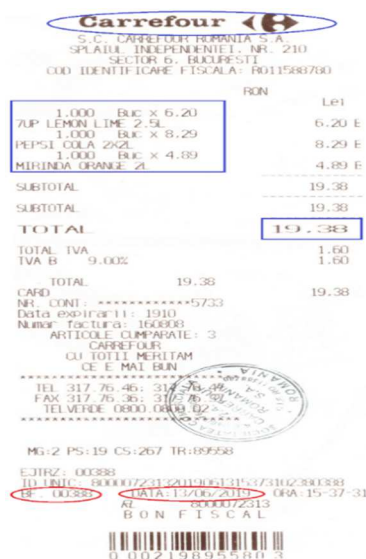 Carrefour
S.C. CARREFOUR ROMANIA S.A.
SPLAIUL INDEPENDENTEI, NR. 210
SECTOR 6, BUCURESTI
COD IDENTIFICARE FISCALA: RO11588780
RON
Lei
1.000 Buc x 6.20
7UP LEMON LIME 2.5L 6.20 E
1.000 Buc x 8.29
PEPSI COLA 2X2L 8.29 E
1.000 Buc x 4.89
MIRINDA ORANGE 2L 4.89 E
SUBTOTAL 19.38
SUBTOTAL 19.38
TOTAL 19.38
TOTAL TVA 1.60
TVA B 9.00% 1.60
TOTAL 19.38
CARD 19.38
NR. CONT: ************5733
Data expirarii: 1910
Numar factura: 160808
ARTICOLE CUMPARATE: 3
CARREFOUR
CU TOTII MERITAM
CE E MAI BUN
TEL 317.76.46;
FAX 317.76.36;
TELVERDE 0800.0800.02
MG:2 PS:19 CS:267 TR:89558
EJTRZ: 00388
BF. 00388 DATA:13/06/2019 ORA:15-37-31
8000072313
BON FISCAL
0 002198955803